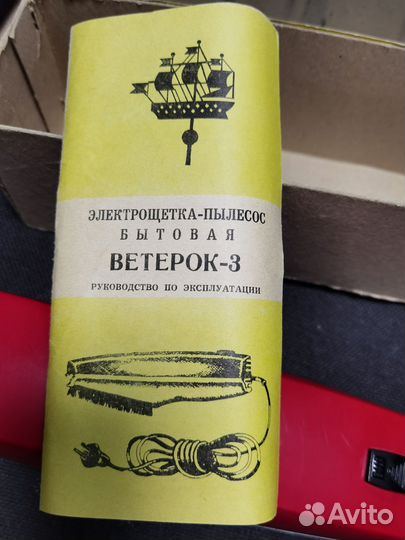 ЭЛЕКТРОЩЕТКА-ПЫЛЕСОС
БЫТОВАЯ
ВЕТЕРОК-3
РУКОВОДСТВО ПО ЭКСПЛУАТАЦИИ
Avito